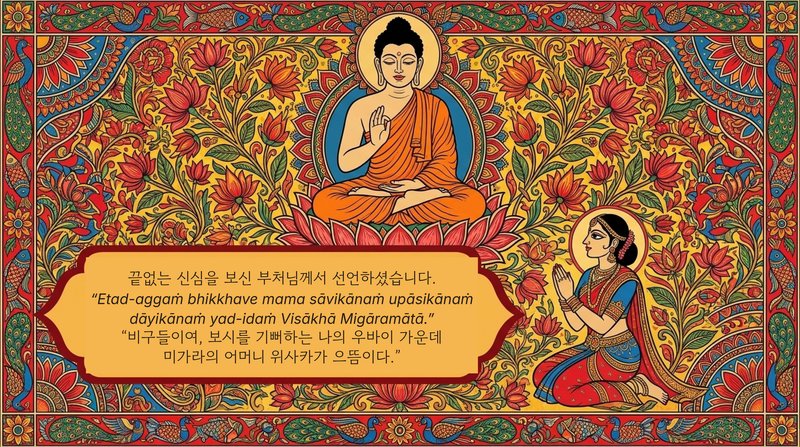 끝없는 신심을 보신 부처님께서 선언하셨습니다.
“Etad-aggaṁ bhikkhave mama sāvikānaṁ upāsikānaṁ
dāyikānaṁ yad-idaṁ Visākhā Migāramātā.”
“비구들이여, 보시를 기뻐하는 나의 우바이 가운데
미가라의 어머니 위사카가 으뜸이다.”